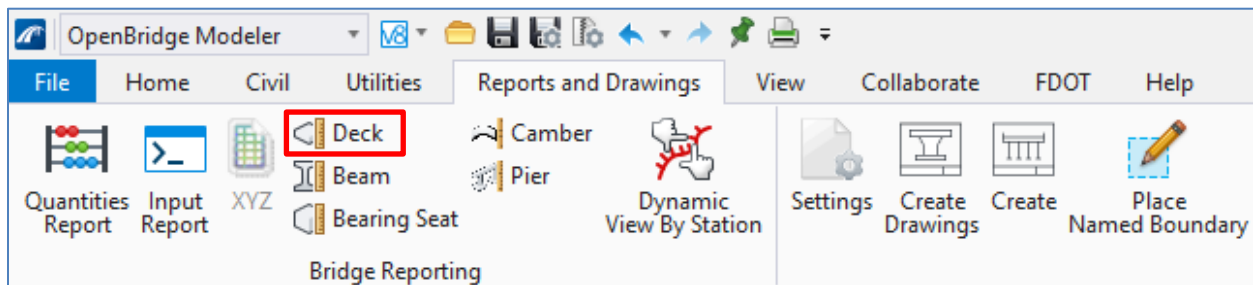 OpenBridge Modeler V8
File Home Civil Utilities Reports and Drawings View Collaborate FDOT Help
Quantities Report
Input Report
XYZ
Deck
Beam
Bearing Seat
Camber
Pier
Dynamic View By Station
Settings
Create Drawings
Create
Place Named Boundary
Bridge Reporting